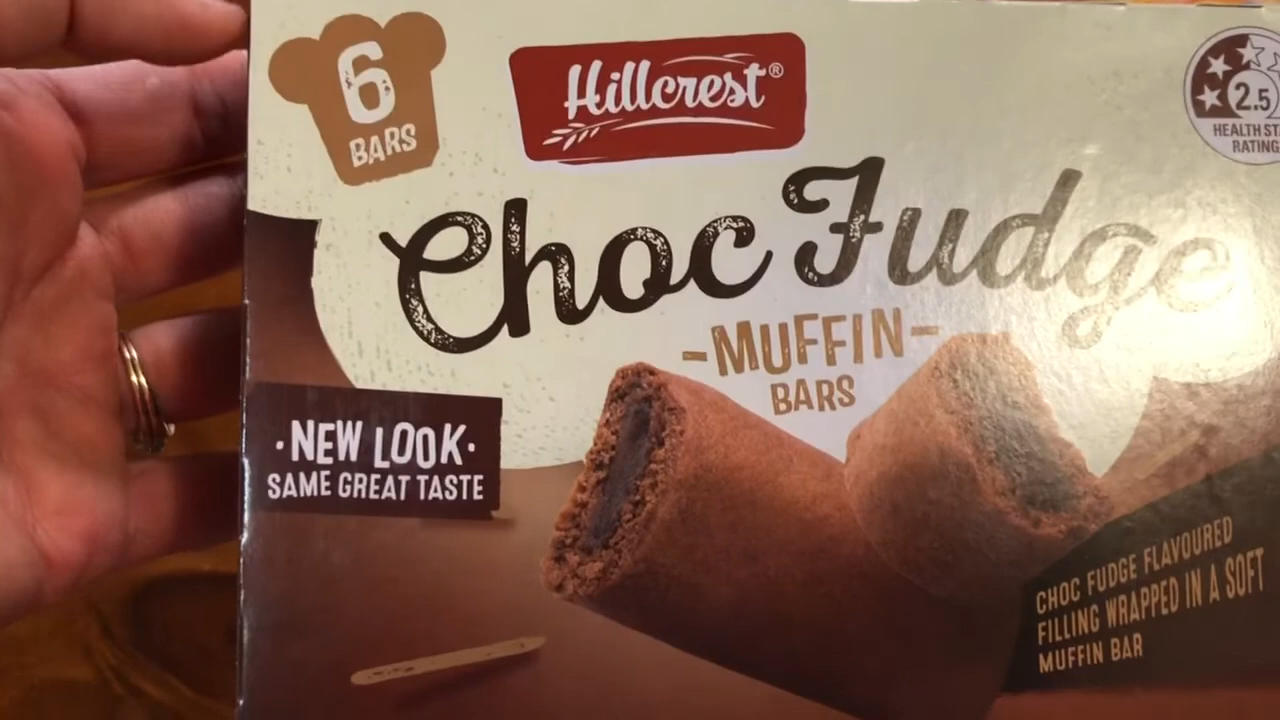 6
BARS
Hillcrest®
2.5
HEALTH
RATING
Choc Fudge
-MUFFIN-
BARS
·NEW LOOK·
SAME GREAT TASTE
CHOC FUDGE FLAVOURED
FILLING WRAPPED IN A SOFT
MUFFIN BAR